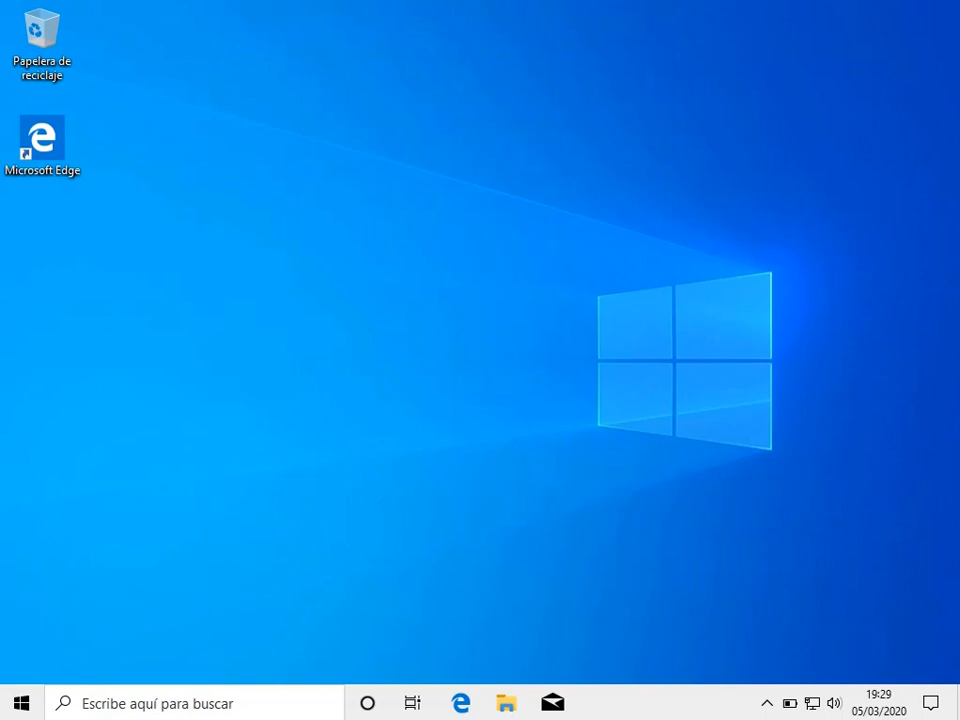 Papelera de
reciclaje
Microsoft Edge
Escribe aquí para buscar
19:29
05/03/2020